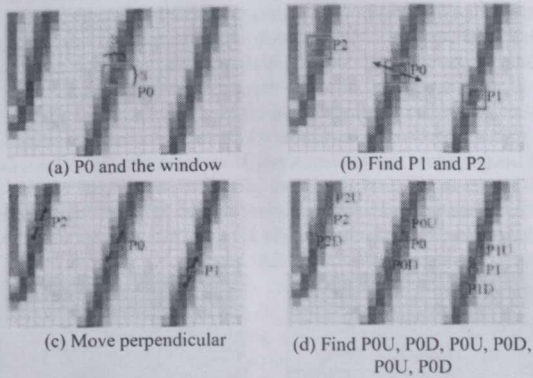 P0
(a) P0 and the window
P2
P0
P1
(b) Find P1 and P2
P2
P0
P1
(c) Move perpendicular
P2U
P2
P2D
P0U
P0
P0D
P1U
P1
P1D
(d) Find P0U, P0D, P0U, P0D,
P0U, P0D